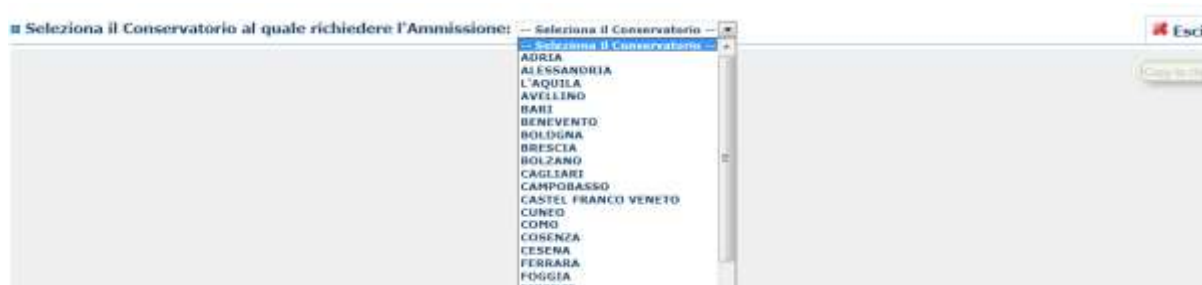 Seleziona il Conservatorio al quale richiedere l'Ammissione: -- Seleziona il Conservatorio -- Esci
-- Seleziona il Conservatorio --
ADRIA
ALESSANDRIA
L'AQUILA
AVELLINO
BARI
BENEVENTO
BOLOGNA
BRESCIA
BOLZANO
CAGLIARI
CAMPOBASSO
CASTEL FRANCO VENETO
CUNEO
COMO
COSENZA
CESENA
FERRARA
FOGGIA